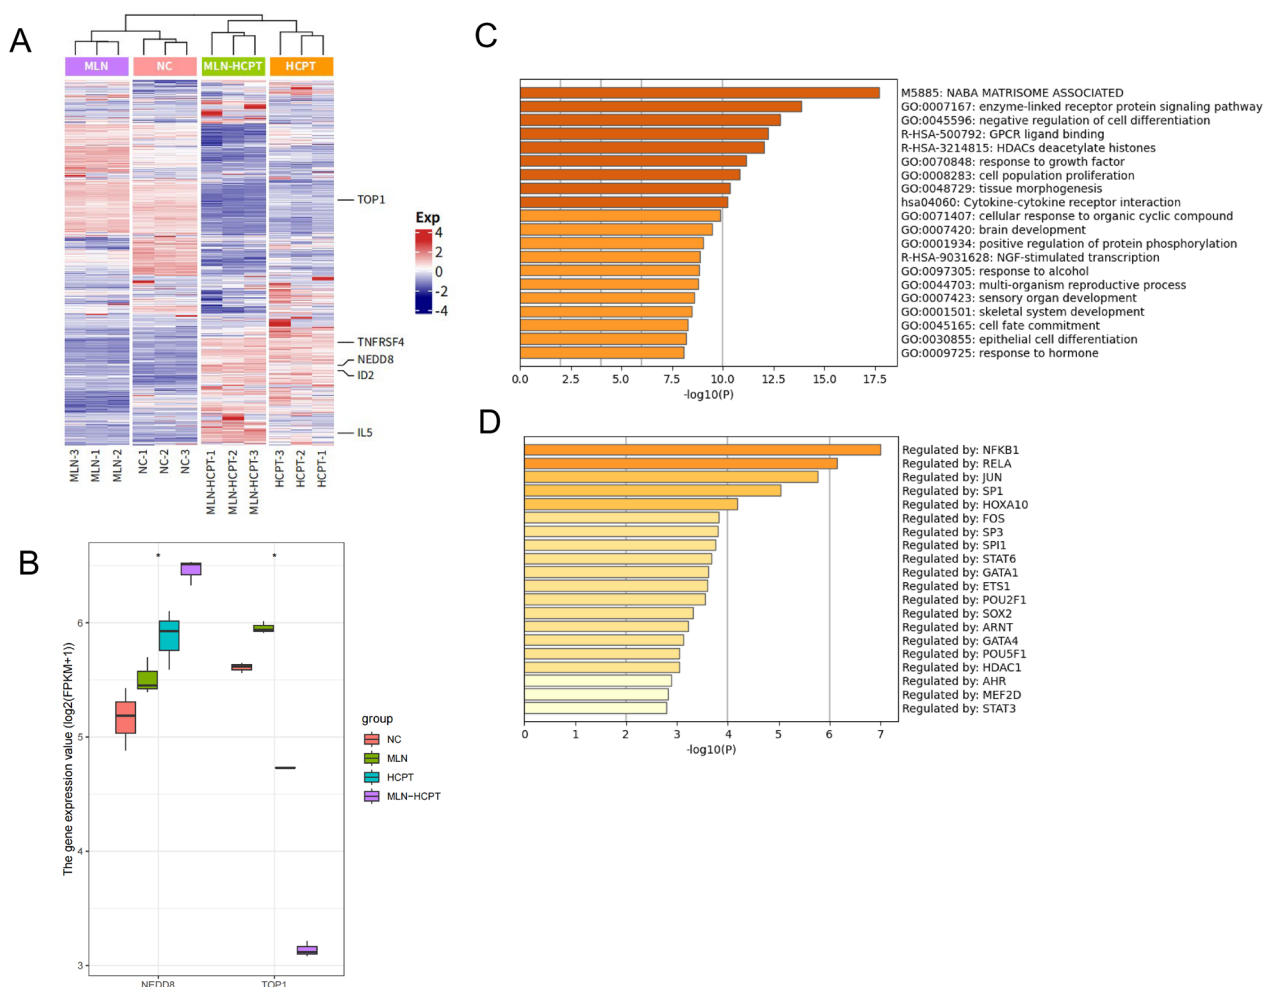 A
MLN
NC
MLN-HCPT
HCPT
TOP1
TNFRSF4
NEDD8
ID2
IL5
Exp
4
2
0
-2
-4
MLN-3
MLN-1
MLN-2
NC-1
NC-2
NC-3
MLN-HCPT-1
MLN-HCPT-2
MLN-HCPT-3
HCPT-3
HCPT-2
HCPT-1
B
The gene expression value (log2(FPKM+1))
6
5
4
3
*
*
NEDD8
TOP1
group
NC
MLN
HCPT
MLN-HCPT
C
M5885: NABA MATRISOME ASSOCIATED
GO:0007167: enzyme-linked receptor protein signaling pathway
GO:0045596: negative regulation of cell differentiation
R-HSA-500792: GPCR ligand binding
R-HSA-3214815: HDACs deacetylate histones
GO:0070848: response to growth factor
GO:0008283: cell population proliferation
GO:0048729: tissue morphogenesis
hsa04060: Cytokine-cytokine receptor interaction
GO:0071407: cellular response to organic cyclic compound
GO:0007420: brain development
GO:0001934: positive regulation of protein phosphorylation
R-HSA-9031628: NGF-stimulated transcription
GO:0097305: response to alcohol
GO:0044703: multi-organism reproductive process
GO:0007423: sensory organ development
GO:0001501: skeletal system development
GO:0045165: cell fate commitment
GO:0030855: epithelial cell differentiation
GO:0009725: response to hormone
0.0 2.5 5.0 7.5 10.0 12.5 15.0 17.5
-log10(P)
D
Regulated by: NFKB1
Regulated by: RELA
Regulated by: JUN
Regulated by: SP1
Regulated by: HOXA10
Regulated by: FOS
Regulated by: SP3
Regulated by: SPI1
Regulated by: STAT6
Regulated by: GATA1
Regulated by: ETS1
Regulated by: POU2F1
Regulated by: SOX2
Regulated by: ARNT
Regulated by: GATA4
Regulated by: POU5F1
Regulated by: HDAC1
Regulated by: AHR
Regulated by: MEF2D
Regulated by: STAT3
0 1 2 3 4 5 6 7
-log10(P)